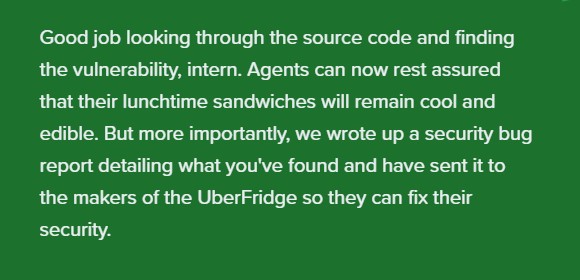 Good job looking through the source code and finding
the vulnerability, intern. Agents can now rest assured
that their lunchtime sandwiches will remain cool and
edible. But more importantly, we wrote up a security bug
report detailing what you've found and have sent it to
the makers of the UberFridge so they can fix their
security.